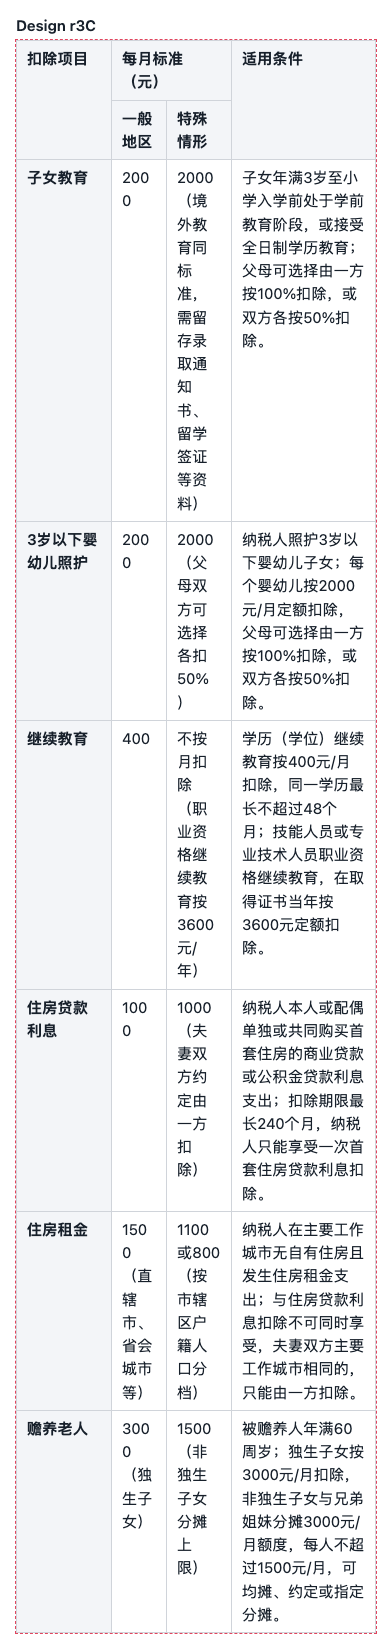 Design r3C
扣除项目
每月标准
（元）
适用条件
一般
地区
特殊
情形
子女教育
200
0
2000
（境
外教
育同
标
准，
需留
存录
取通
知
书、
留学
签证
等资
料）
子女年满3岁至小
学入学前处于学前
教育阶段，或接受
全日制学历教育；
父母可选择由一方
按100%扣除，或
双方各按50%扣
除。
3岁以下婴
幼儿照护
200
0
2000
（父
母双
方可
选择
各扣
50%
）
纳税人照护3岁以
下婴幼儿子女；每
个婴幼儿按2000
元/月定额扣除，
父母可选择由一方
按100%扣除，或
双方各按50%扣
除。
继续教育
400
不按
月扣
除
（职
业资
格继
续教
育按
3600
元/
年）
学历（学位）继续
教育按400元/月
扣除，同一学历最
长不超过48个
月；技能人员或专
业技术人员职业资
格继续教育，在取
得证书当年按
3600元定额扣
除。
住房贷款
利息
100
0
1000
（夫
妻双
方约
定由
一方
扣
除）
纳税人本人或配偶
单独或共同购买首
套住房的商业贷款
或公积金贷款利息
支出；扣除期限最
长240个月，纳税
人只能享受一次首
套住房贷款利息扣
除。
住房租金
150
0
（直
辖
市、
省会
城市
等）
1100
或800
（按
市辖
区户
籍人
口分
档）
纳税人在主要工作
城市无自有住房且
发生住房租金支
出；与住房贷款利
息扣除不可同时享
受，夫妻双方主要
工作城市相同的，
只能由一方扣除。
赡养老人
300
0
（独
生子
女）
1500
（非
独生
子女
分摊
上
限）
被赡养人年满60
周岁；独生子女按
3000元/月扣除，
非独生子女与兄弟
姐妹分摊3000元/
月额度，每人不超
过1500元/月，可
均摊、约定或指定
分摊。